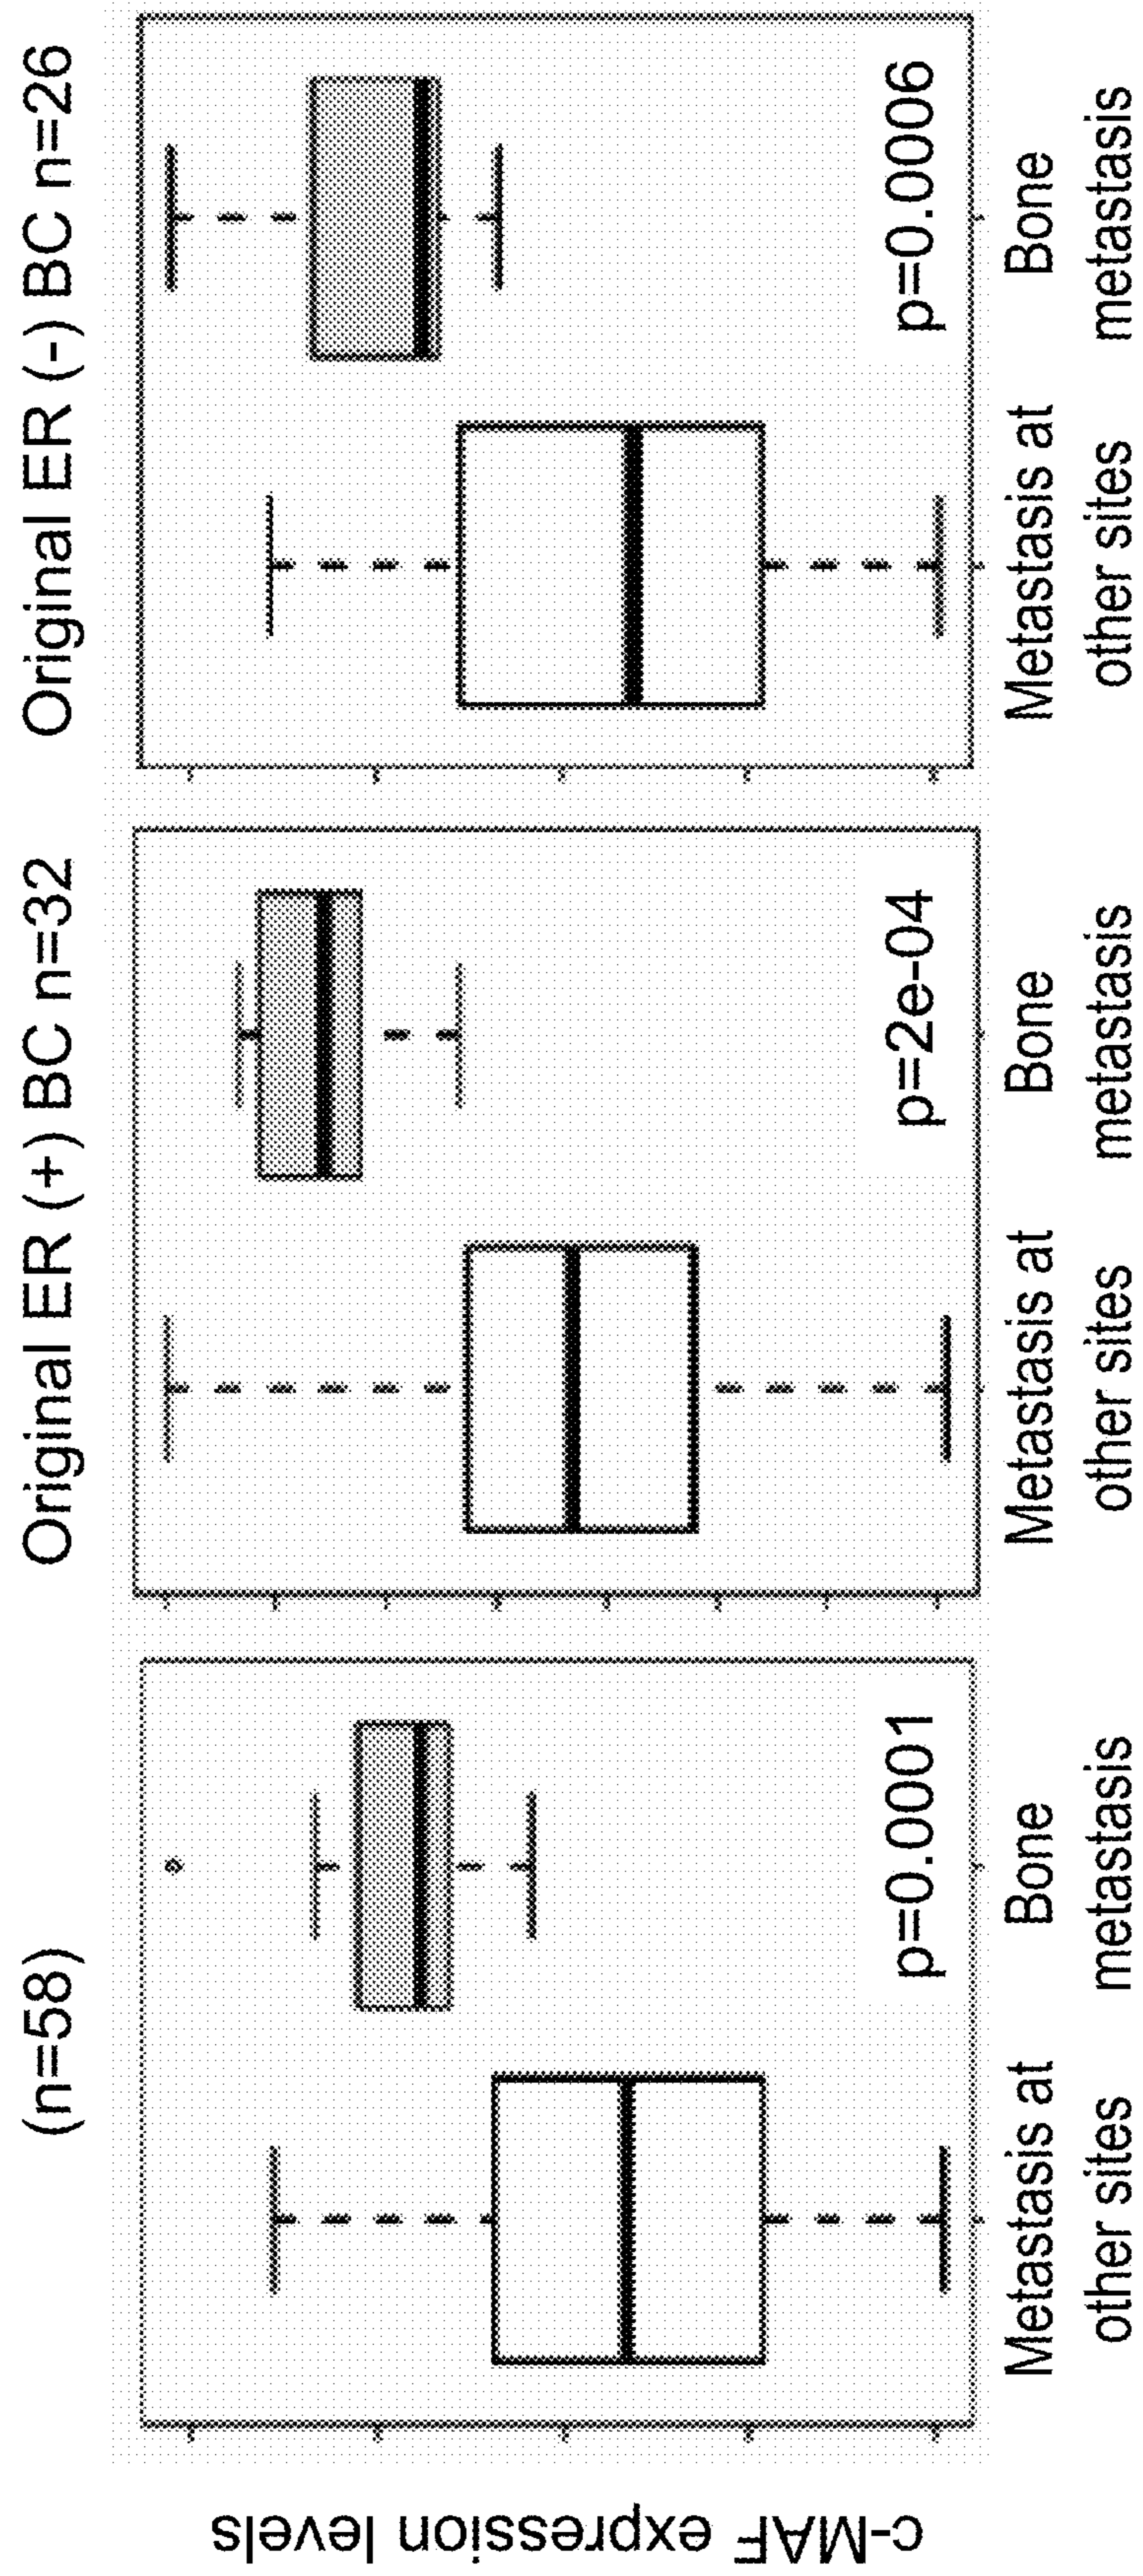 c-MAF expression levels
(n=58)
p=0.0001
Metastasis at
other sites
Bone
metastasis
Original ER (+) BC n=32
p=2e-04
Metastasis at
other sites
Bone
metastasis
Original ER (-) BC n=26
p=0.0006
Metastasis at
other sites
Bone
metastasis